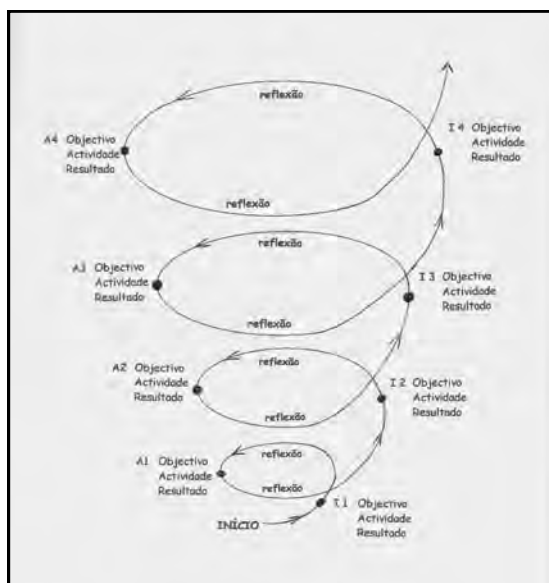 reflexão
A4 Objectivo
Actividade
Resultado
I 4 Objectivo
Actividade
Resultado
reflexão
reflexão
A3 Objectivo
Actividade
Resultado
I 3 Objectivo
Actividade
Resultado
reflexão
reflexão
A2 Objectivo
Actividade
Resultado
I 2 Objectivo
Actividade
Resultado
reflexão
reflexão
A1 Objectivo
Actividade
Resultado
reflexão
I 1 Objectivo
Actividade
Resultado
INÍCIO